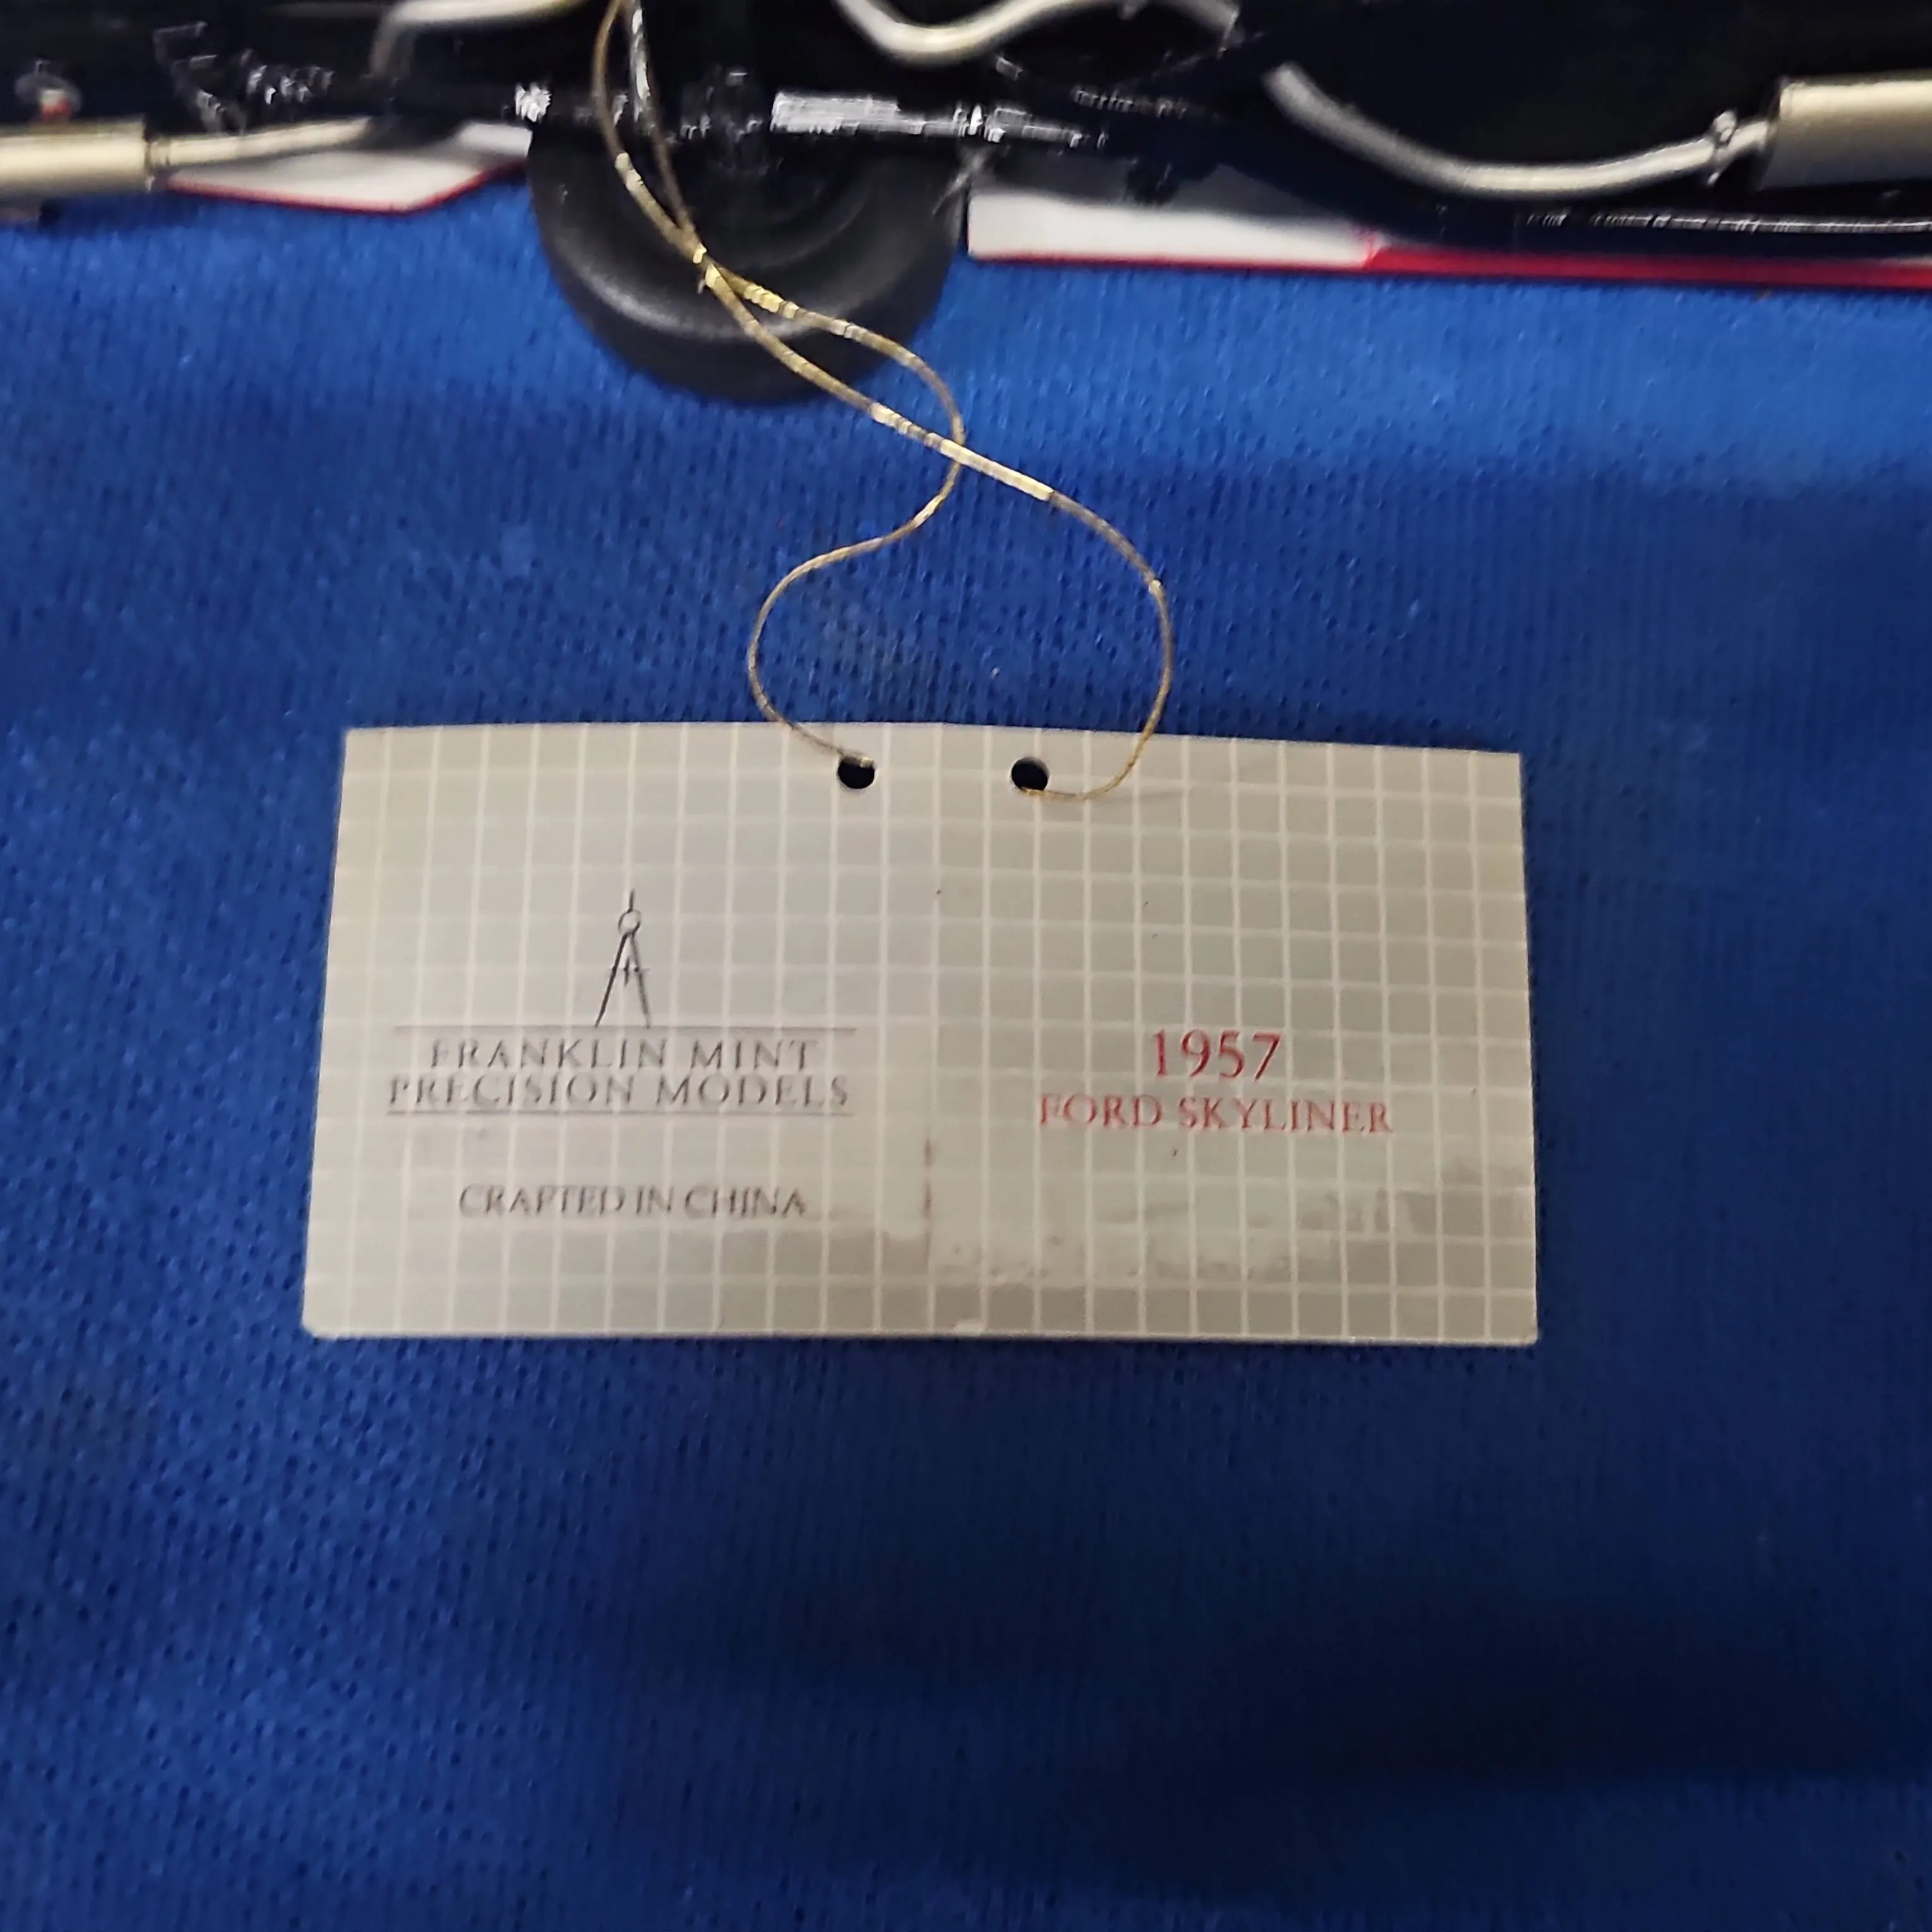 FRANKLIN MINT
PRECISION MODELS
CRAFTED IN CHINA
1957
FORD SKYLINER